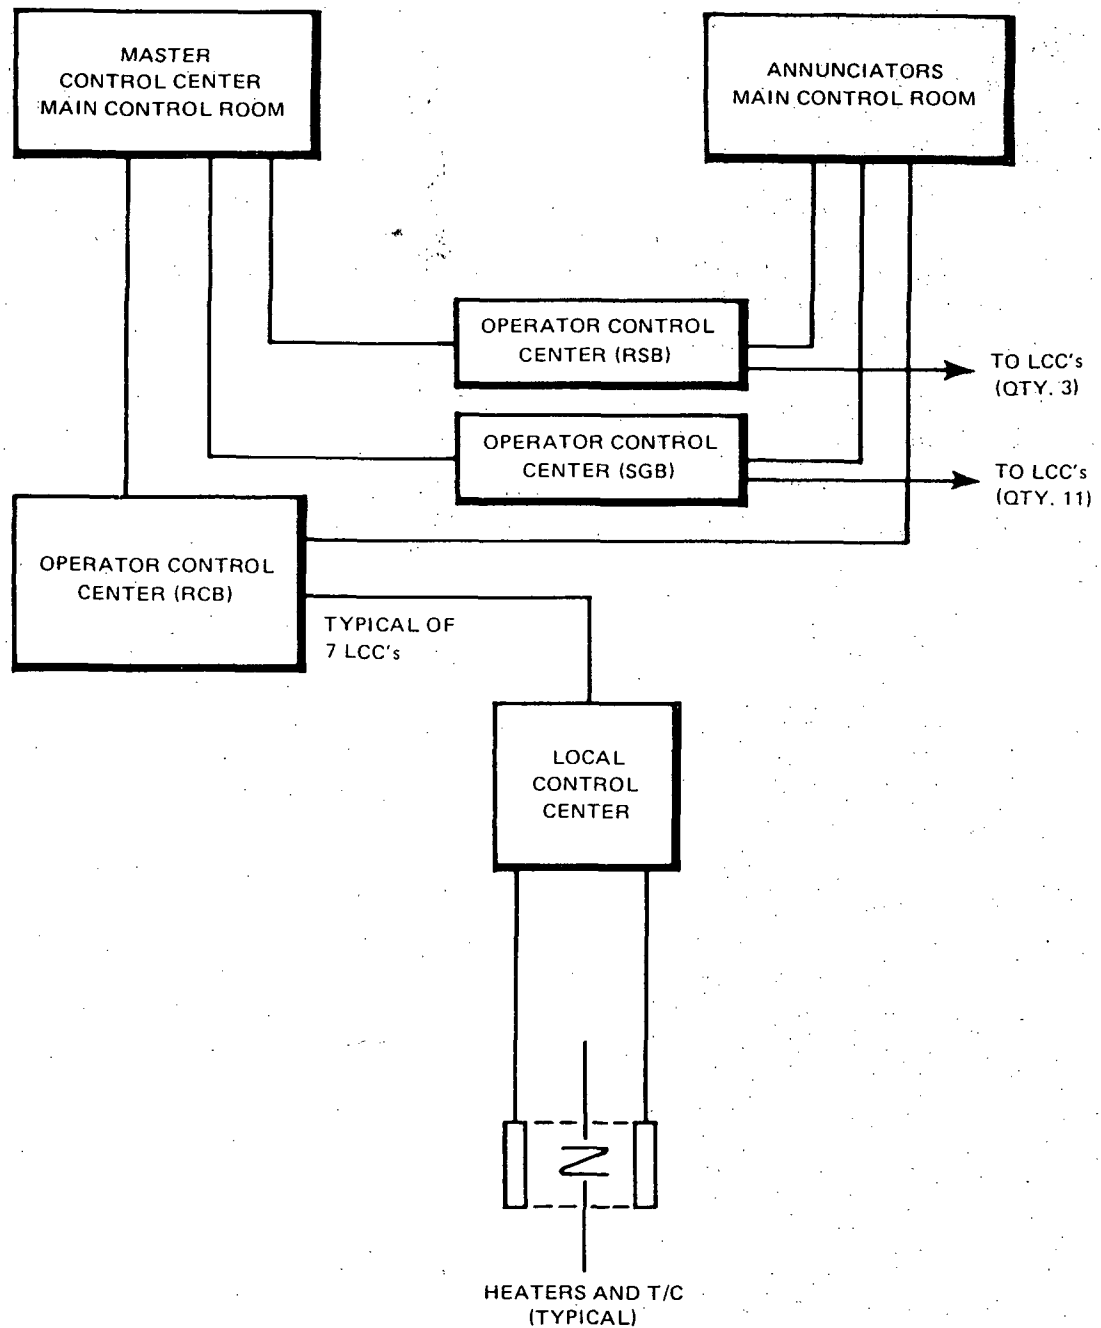 MASTER
CONTROL CENTER
MAIN CONTROL ROOM
ANNUNCIATORS
MAIN CONTROL ROOM
OPERATOR CONTROL
CENTER (RSB)
TO LCC's
(QTY. 3)
OPERATOR CONTROL
CENTER (SGB)
TO LCC's
(QTY. 11)
OPERATOR CONTROL
CENTER (RCB)
TYPICAL OF
7 LCC's
LOCAL
CONTROL
CENTER
HEATERS AND T/C
(TYPICAL)